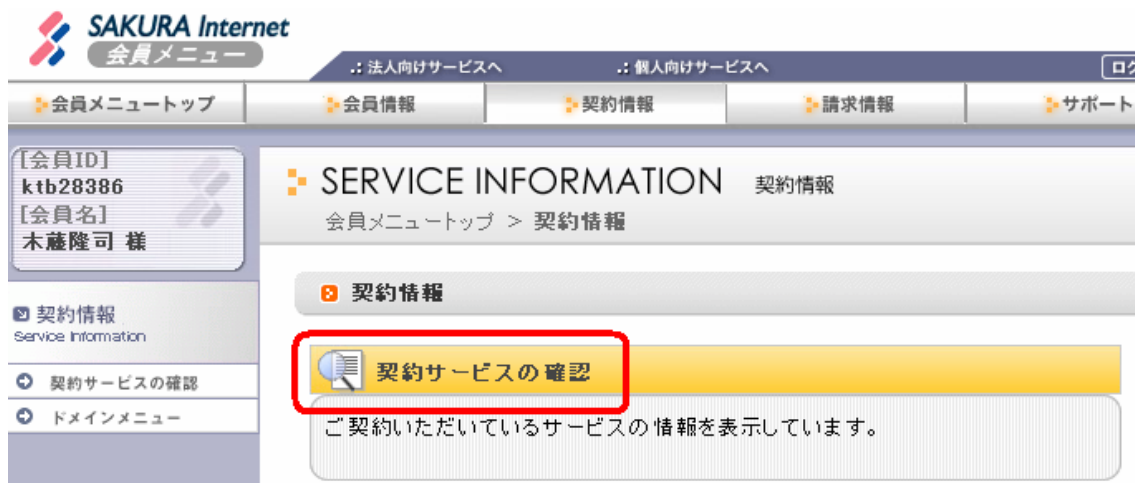 SAKURA Internet
会員メニュー
.: 法人向けサービスへ
.: 個人向けサービスへ
ログ
会員メニュートップ
会員情報
契約情報
請求情報
サポート
[会員ID]
ktb28386
[会員名]
木藤隆司 様
SERVICE INFORMATION 契約情報
会員メニュートップ > 契約情報
契約情報
Service Information
契約サービスの確認
ドメインメニュー
契約情報
契約サービスの確認
ご契約いただいているサービスの情報を表示しています。